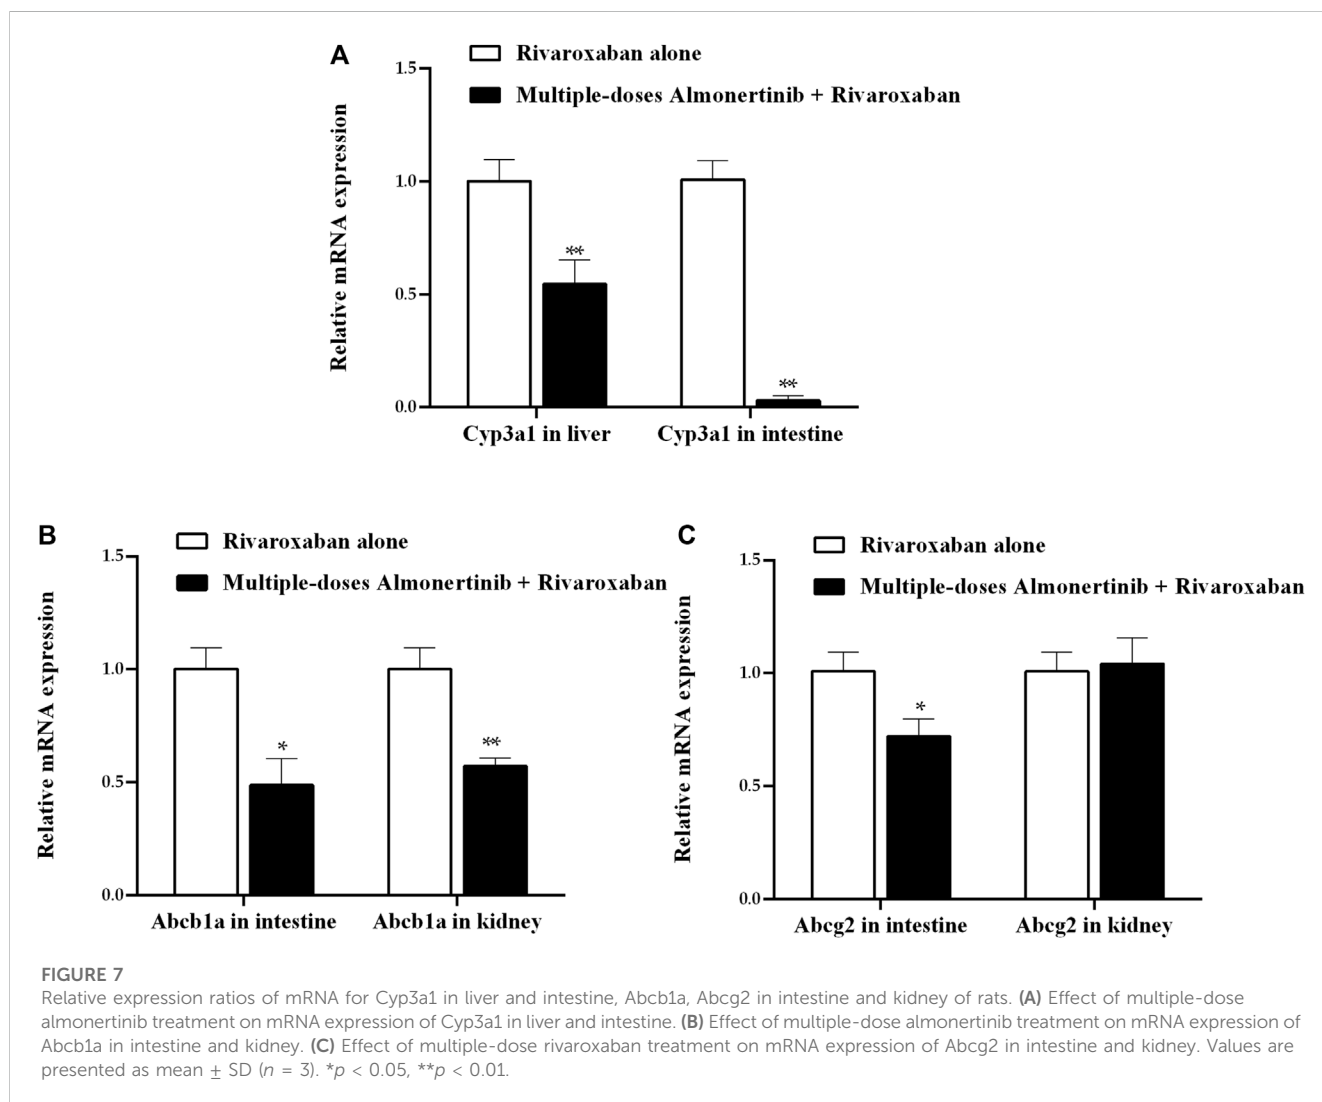 A
Rivaroxaban alone
Multiple-doses Almonertinib + Rivaroxaban
Relative mRNA expression
1.5
1.0
0.5
0.0
**
**
Cyp3a1 in liver
Cyp3a1 in intestine
B
Rivaroxaban alone
Multiple-doses Almonertinib + Rivaroxaban
Relative mRNA expression
1.5
1.0
0.5
0.0
*
**
Abcb1a in intestine
Abcb1a in kidney
C
Rivaroxaban alone
Multiple-doses Almonertinib + Rivaroxaban
Relative mRNA expression
1.5
1.0
0.5
0.0
*
Abcg2 in intestine
Abcg2 in kidney
FIGURE 7
Relative expression ratios of mRNA for Cyp3a1 in liver and intestine, Abcb1a, Abcg2 in intestine and kidney of rats. (A) Effect of multiple-dose
almonertinib treatment on mRNA expression of Cyp3a1 in liver and intestine. (B) Effect of multiple-dose almonertinib treatment on mRNA expression of
Abcb1a in intestine and kidney. (C) Effect of multiple-dose rivaroxaban treatment on mRNA expression of Abcg2 in intestine and kidney. Values are
presented as mean ± SD (n = 3). *p < 0.05, **p < 0.01.